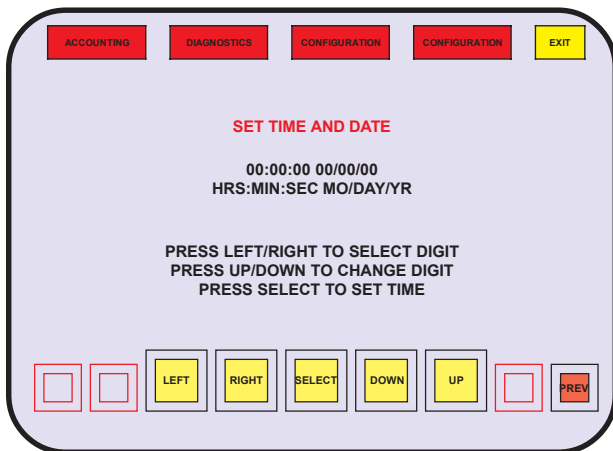 ACCOUNTING DIAGNOSTICS CONFIGURATION CONFIGURATION EXIT
SET TIME AND DATE
00:00:00 00/00/00
HRS:MIN:SEC MO/DAY/YR
PRESS LEFT/RIGHT TO SELECT DIGIT
PRESS UP/DOWN TO CHANGE DIGIT
PRESS SELECT TO SET TIME
LEFT RIGHT SELECT DOWN UP PREV